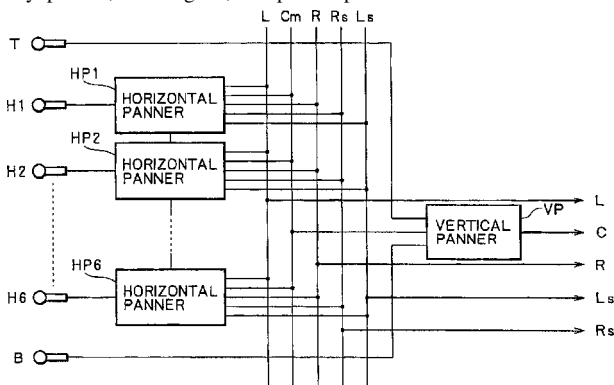 L Cm R Rs Ls
T
HP1
H1
HORIZONTAL
PANNER
HP2
H2
HORIZONTAL
PANNER
L
VP
VERTICAL
PANNER
C
HP6
R
H6
HORIZONTAL
PANNER
Ls
Rs
B